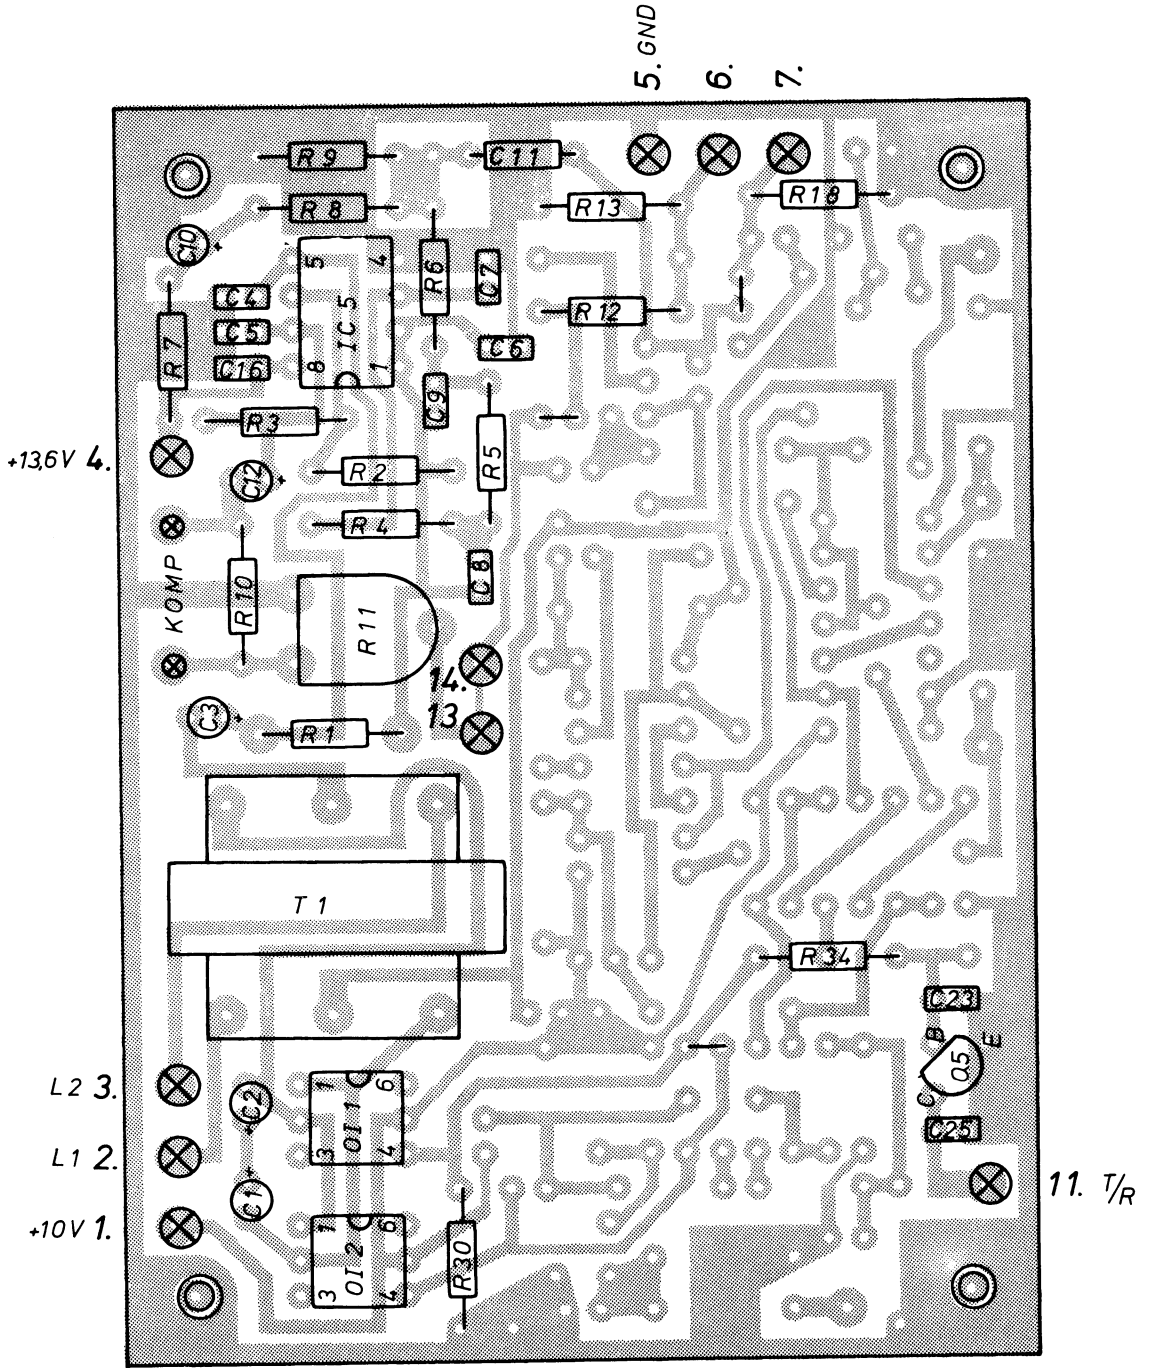 5. GND
6.
7.
R9
C11
R8
R13
R18
C10
+
5
4
C4
R6
C7
IC5
C5
R12
R7
C16
8
1
C6
C9
R3
+13,6V 4.
R2
R5
C12
+
R4
KOMP
R10
C8
R11
14.
13
C3
+
R1
T1
R34
C23
B
E
Q5
C
C25
L2 3.
C2
+
1
6
OI1
3
4
L1 2.
+
C1
11. T/R
+10V 1.
1
6
OI2
3
4
R30